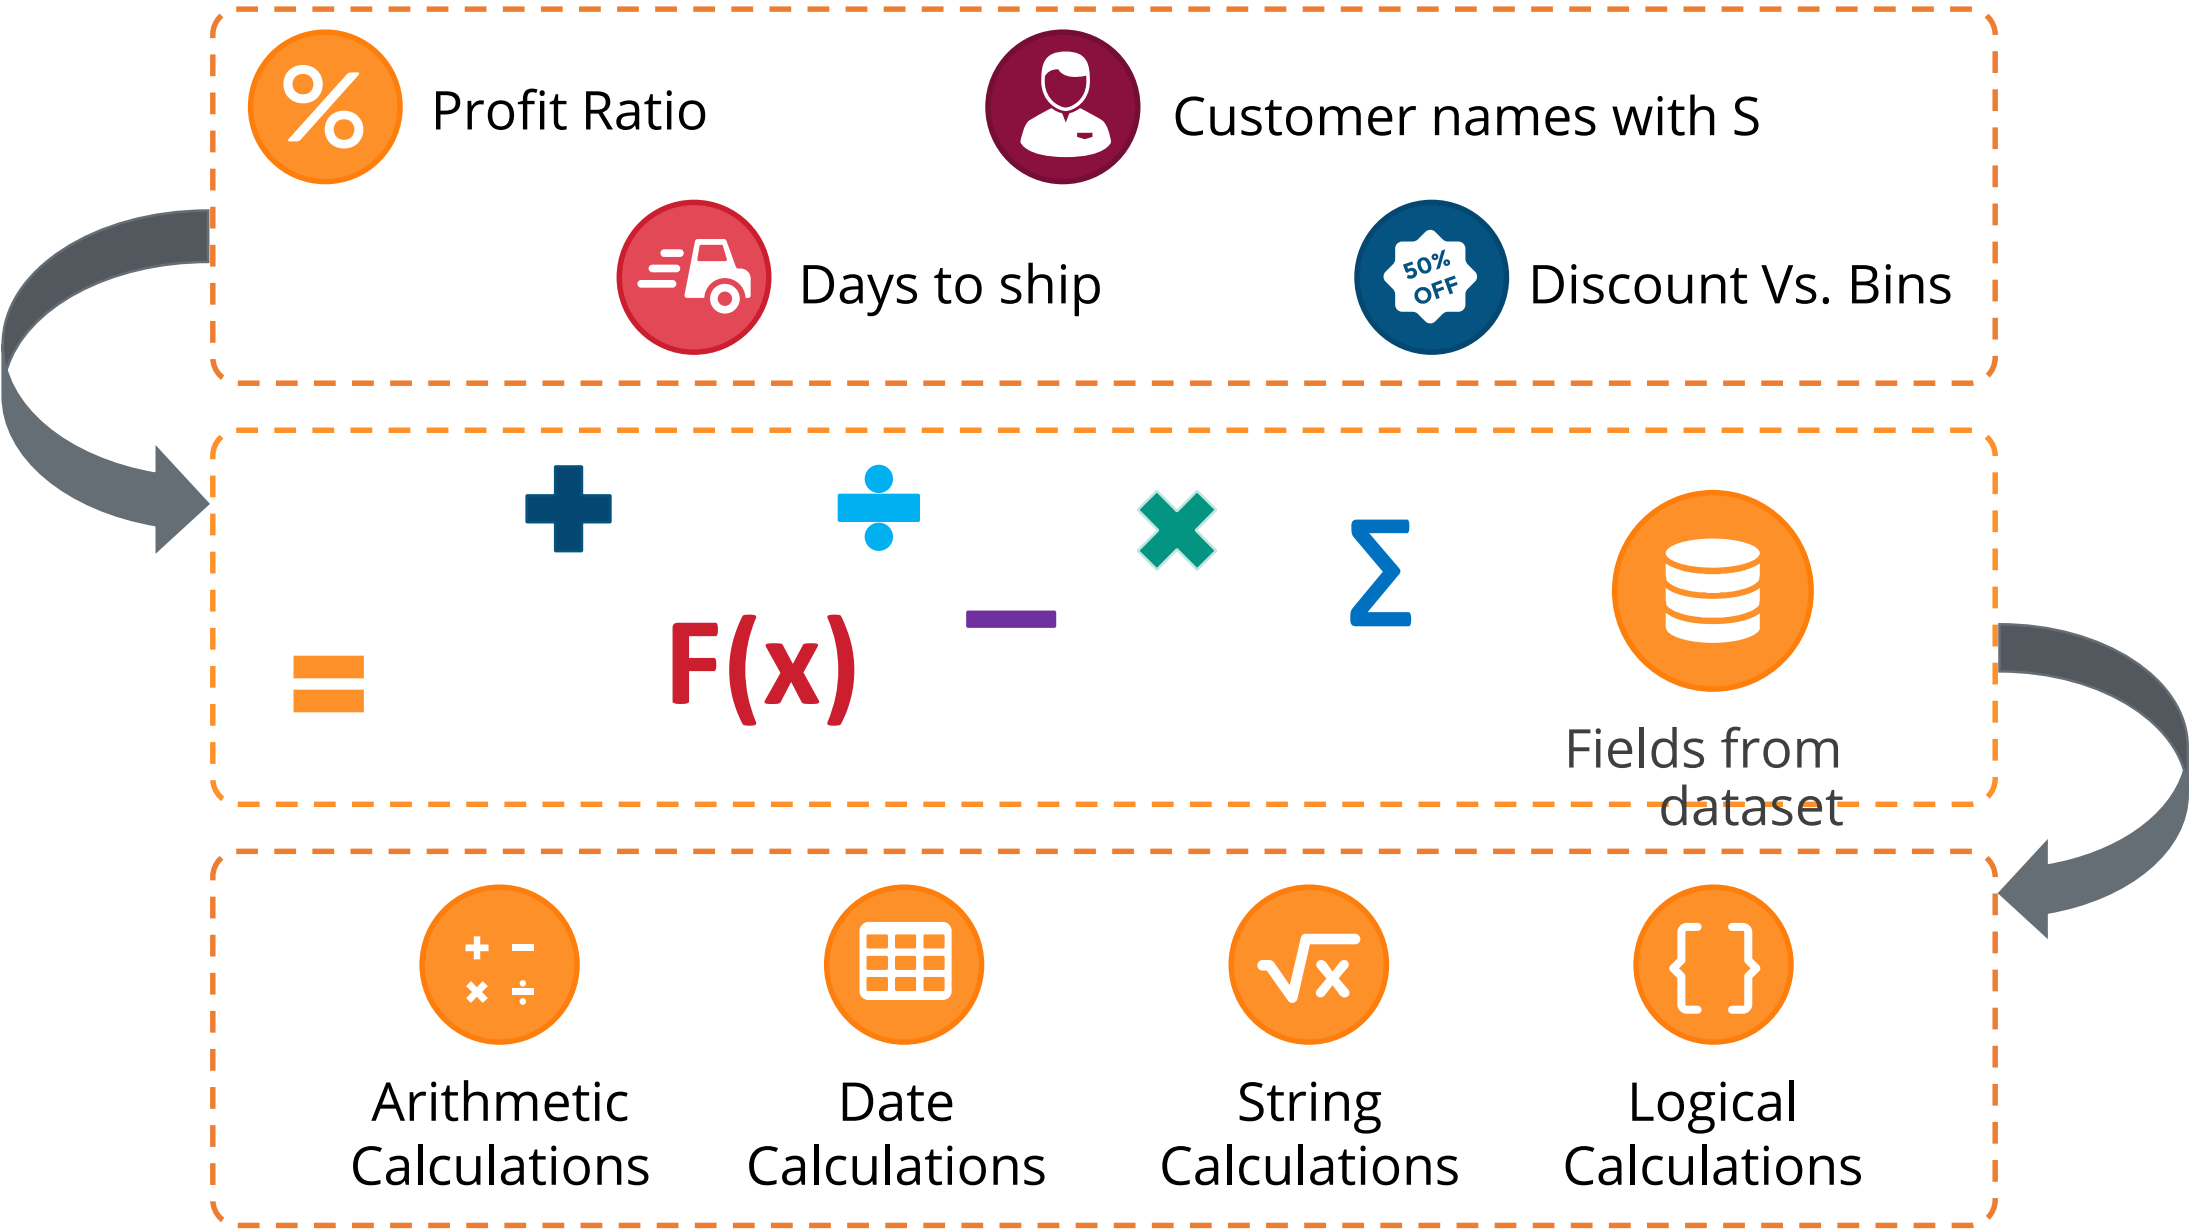 Profit Ratio
Customer names with S
Days to ship
50%
OFF
Discount Vs. Bins
+ ÷ × Σ
= F(x) −
Fields from
dataset
+ − √x { }
× ÷
Arithmetic
Calculations
Date
Calculations
String
Calculations
Logical
Calculations